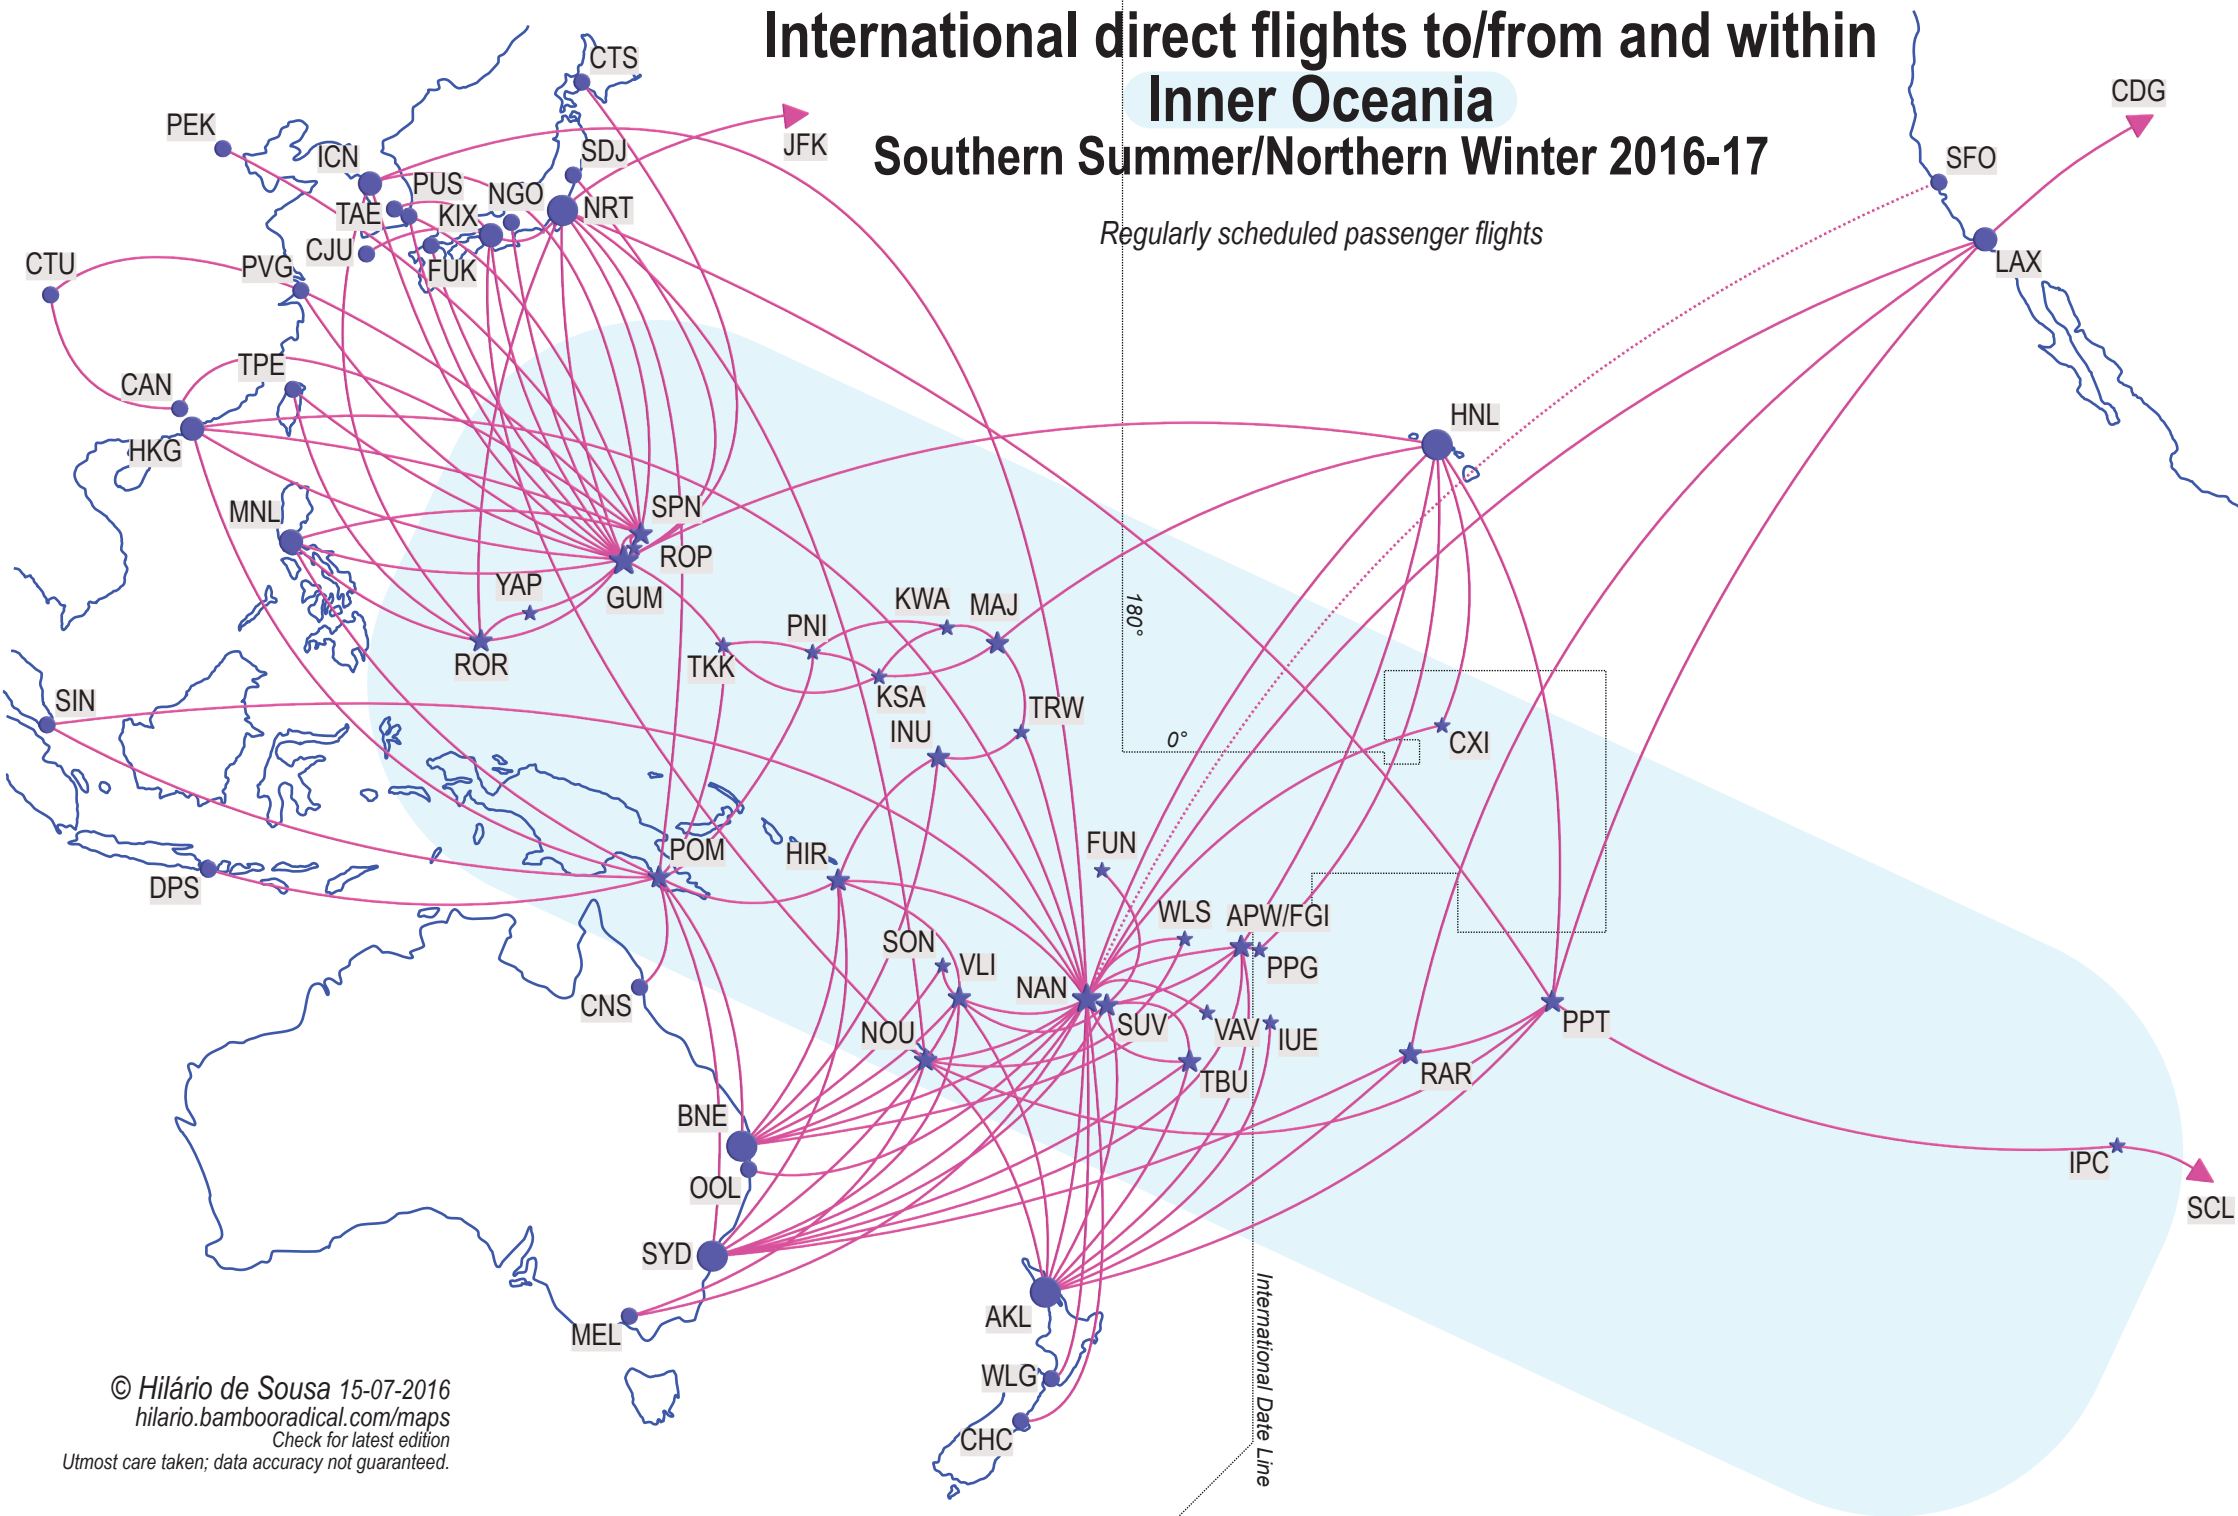 International direct flights to/from and within
Inner Oceania
Southern Summer/Northern Winter 2016-17
Regularly scheduled passenger flights
CTS
PEK
JFK
CDG
ICN
SDJ
SFO
PUS
NGO
TAE
KIX
NRT
CJU
FUK
CTU
PVG
LAX
TPE
CAN
HNL
HKG
MNL
SPN
ROP
YAP
GUM
KWA
MAJ
180°
PNI
ROR
TKK
KSA
SIN
TRW
INU
0°
CXI
POM
HIR
FUN
DPS
WLS
APW/FGI
SON
VLI
PPG
CNS
NAN
NOU
SUV
VAV
IUE
PPT
TBU
RAR
BNE
OOL
IPC
SCL
SYD
AKL
MEL
WLG
CHC
International Date Line
© Hilário de Sousa 15-07-2016
hilario.bambooradical.com/maps
Check for latest edition
Utmost care taken; data accuracy not guaranteed.